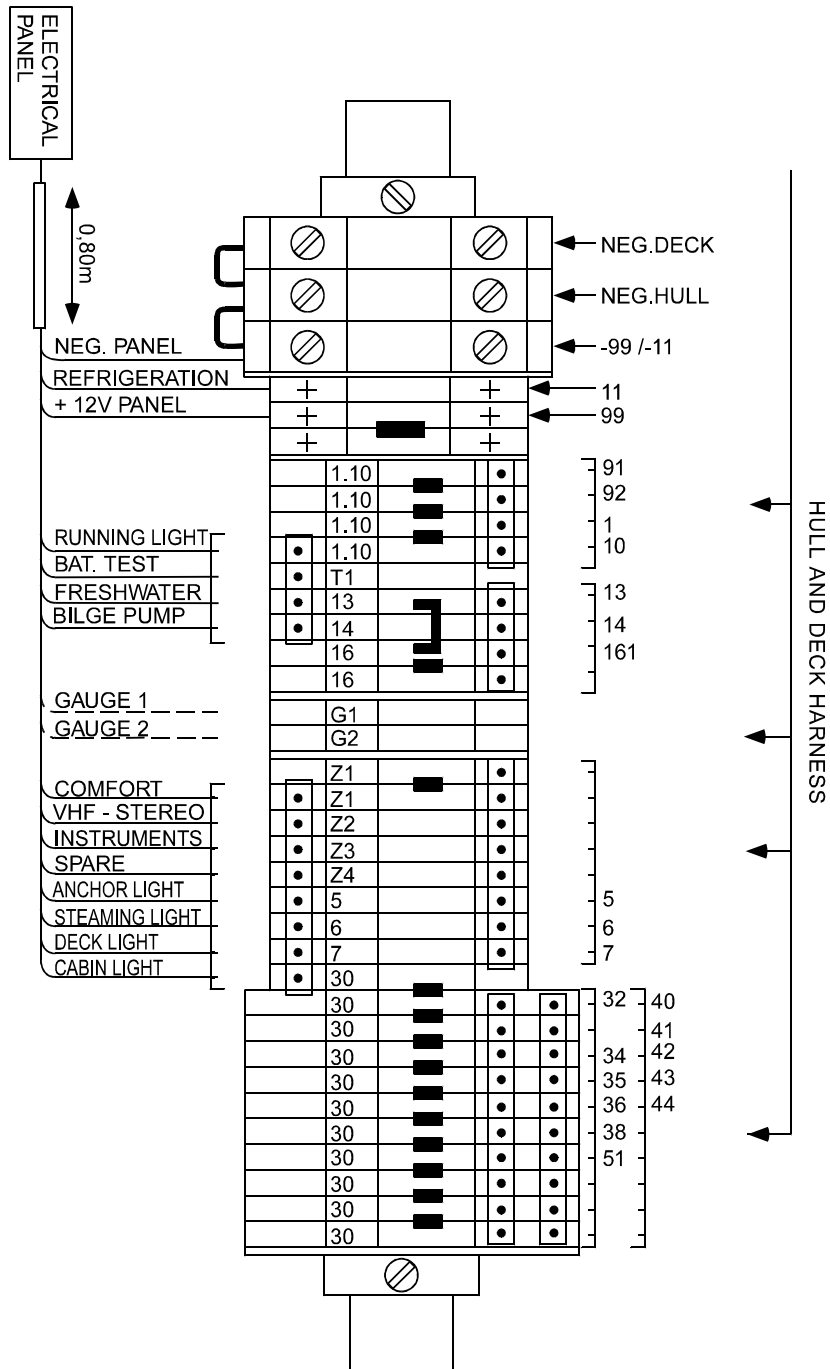 ELECTRICAL
PANEL
0,80m
NEG. PANEL
REFRIGERATION
+ 12V PANEL
RUNNING LIGHT
BAT. TEST
FRESHWATER
BILGE PUMP
GAUGE 1
GAUGE 2
COMFORT
VHF - STEREO
INSTRUMENTS
SPARE
ANCHOR LIGHT
STEAMING LIGHT
DECK LIGHT
CABIN LIGHT
1.10
1.10
1.10
1.10
T1
13
14
16
16
G1
G2
Z1
Z1
Z2
Z3
Z4
5
6
7
30
30
30
30
30
30
30
30
30
30
30
NEG.DECK
NEG.HULL
-99 /-11
11
99
91
92
1
10
13
14
161
5
6
7
32
34
35
36
38
51
40
41
42
43
44
HULL AND DECK HARNESS